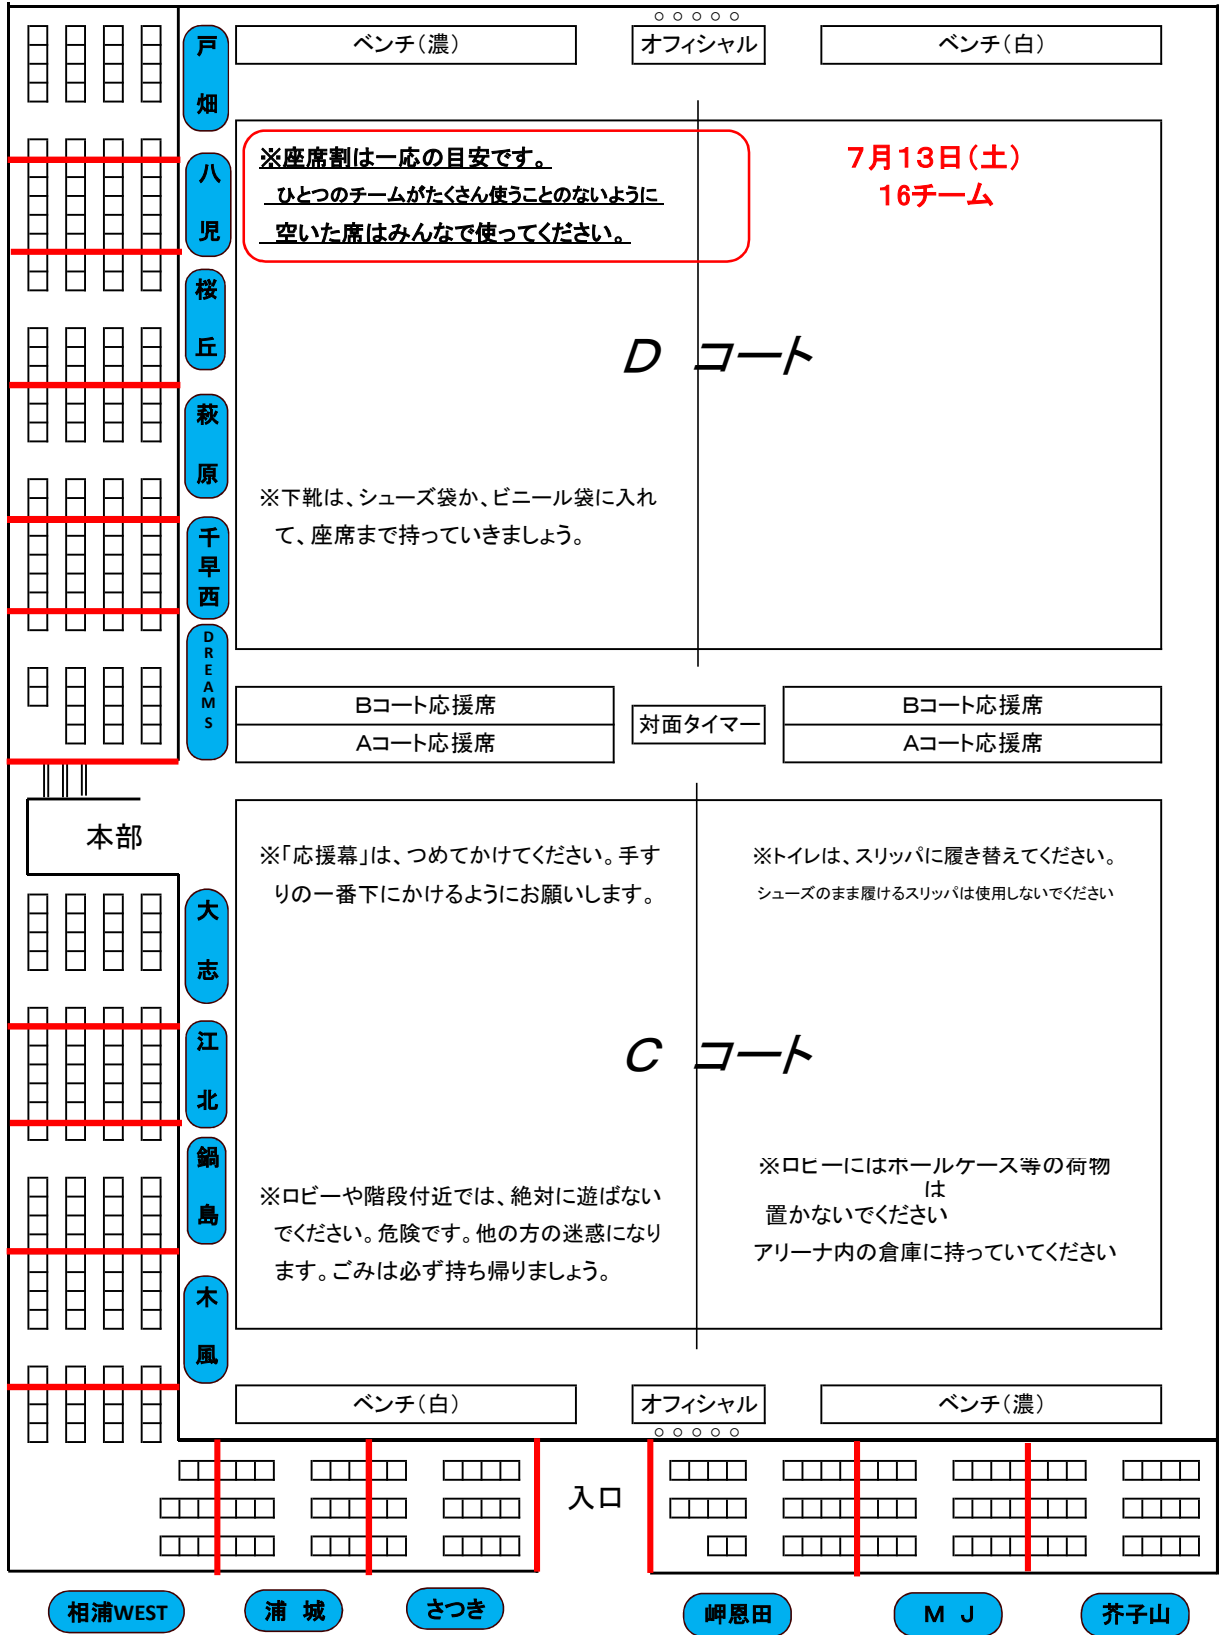 ベンチ（濃）
オフィシャル
ベンチ（白）
戸畑
八児
桜丘
萩原
千早西
DREAMS
※座席割は一応の目安です。
ひとつのチームがたくさん使うことのないように
空いた席はみんなで使ってください。
7月13日（土）
16チーム
D コート
※下靴は、シューズ袋か、ビニール袋に入れ
て、座席まで持っていきましょう。
Bコート応援席
Aコート応援席
対面タイマー
Bコート応援席
Aコート応援席
本部
※「応援幕」は、つめてかけてください。手す
りの一番下にかけるようにお願いします。
※トイレは、スリッパに履き替えてください。
シューズのまま履けるスリッパは使用しないでください
大志
江北
鍋島
木風
C コート
※ロビーや階段付近では、絶対に遊ばない
でください。危険です。他の方の迷惑になり
ます。ごみは必ず持ち帰りましょう。
※ロビーにはボールケース等の荷物
は
置かないでください
アリーナ内の倉庫に持っていてください
ベンチ（白）
オフィシャル
ベンチ（濃）
入口
相浦WEST
浦 城
さつき
岬恩田
M J
芥子山